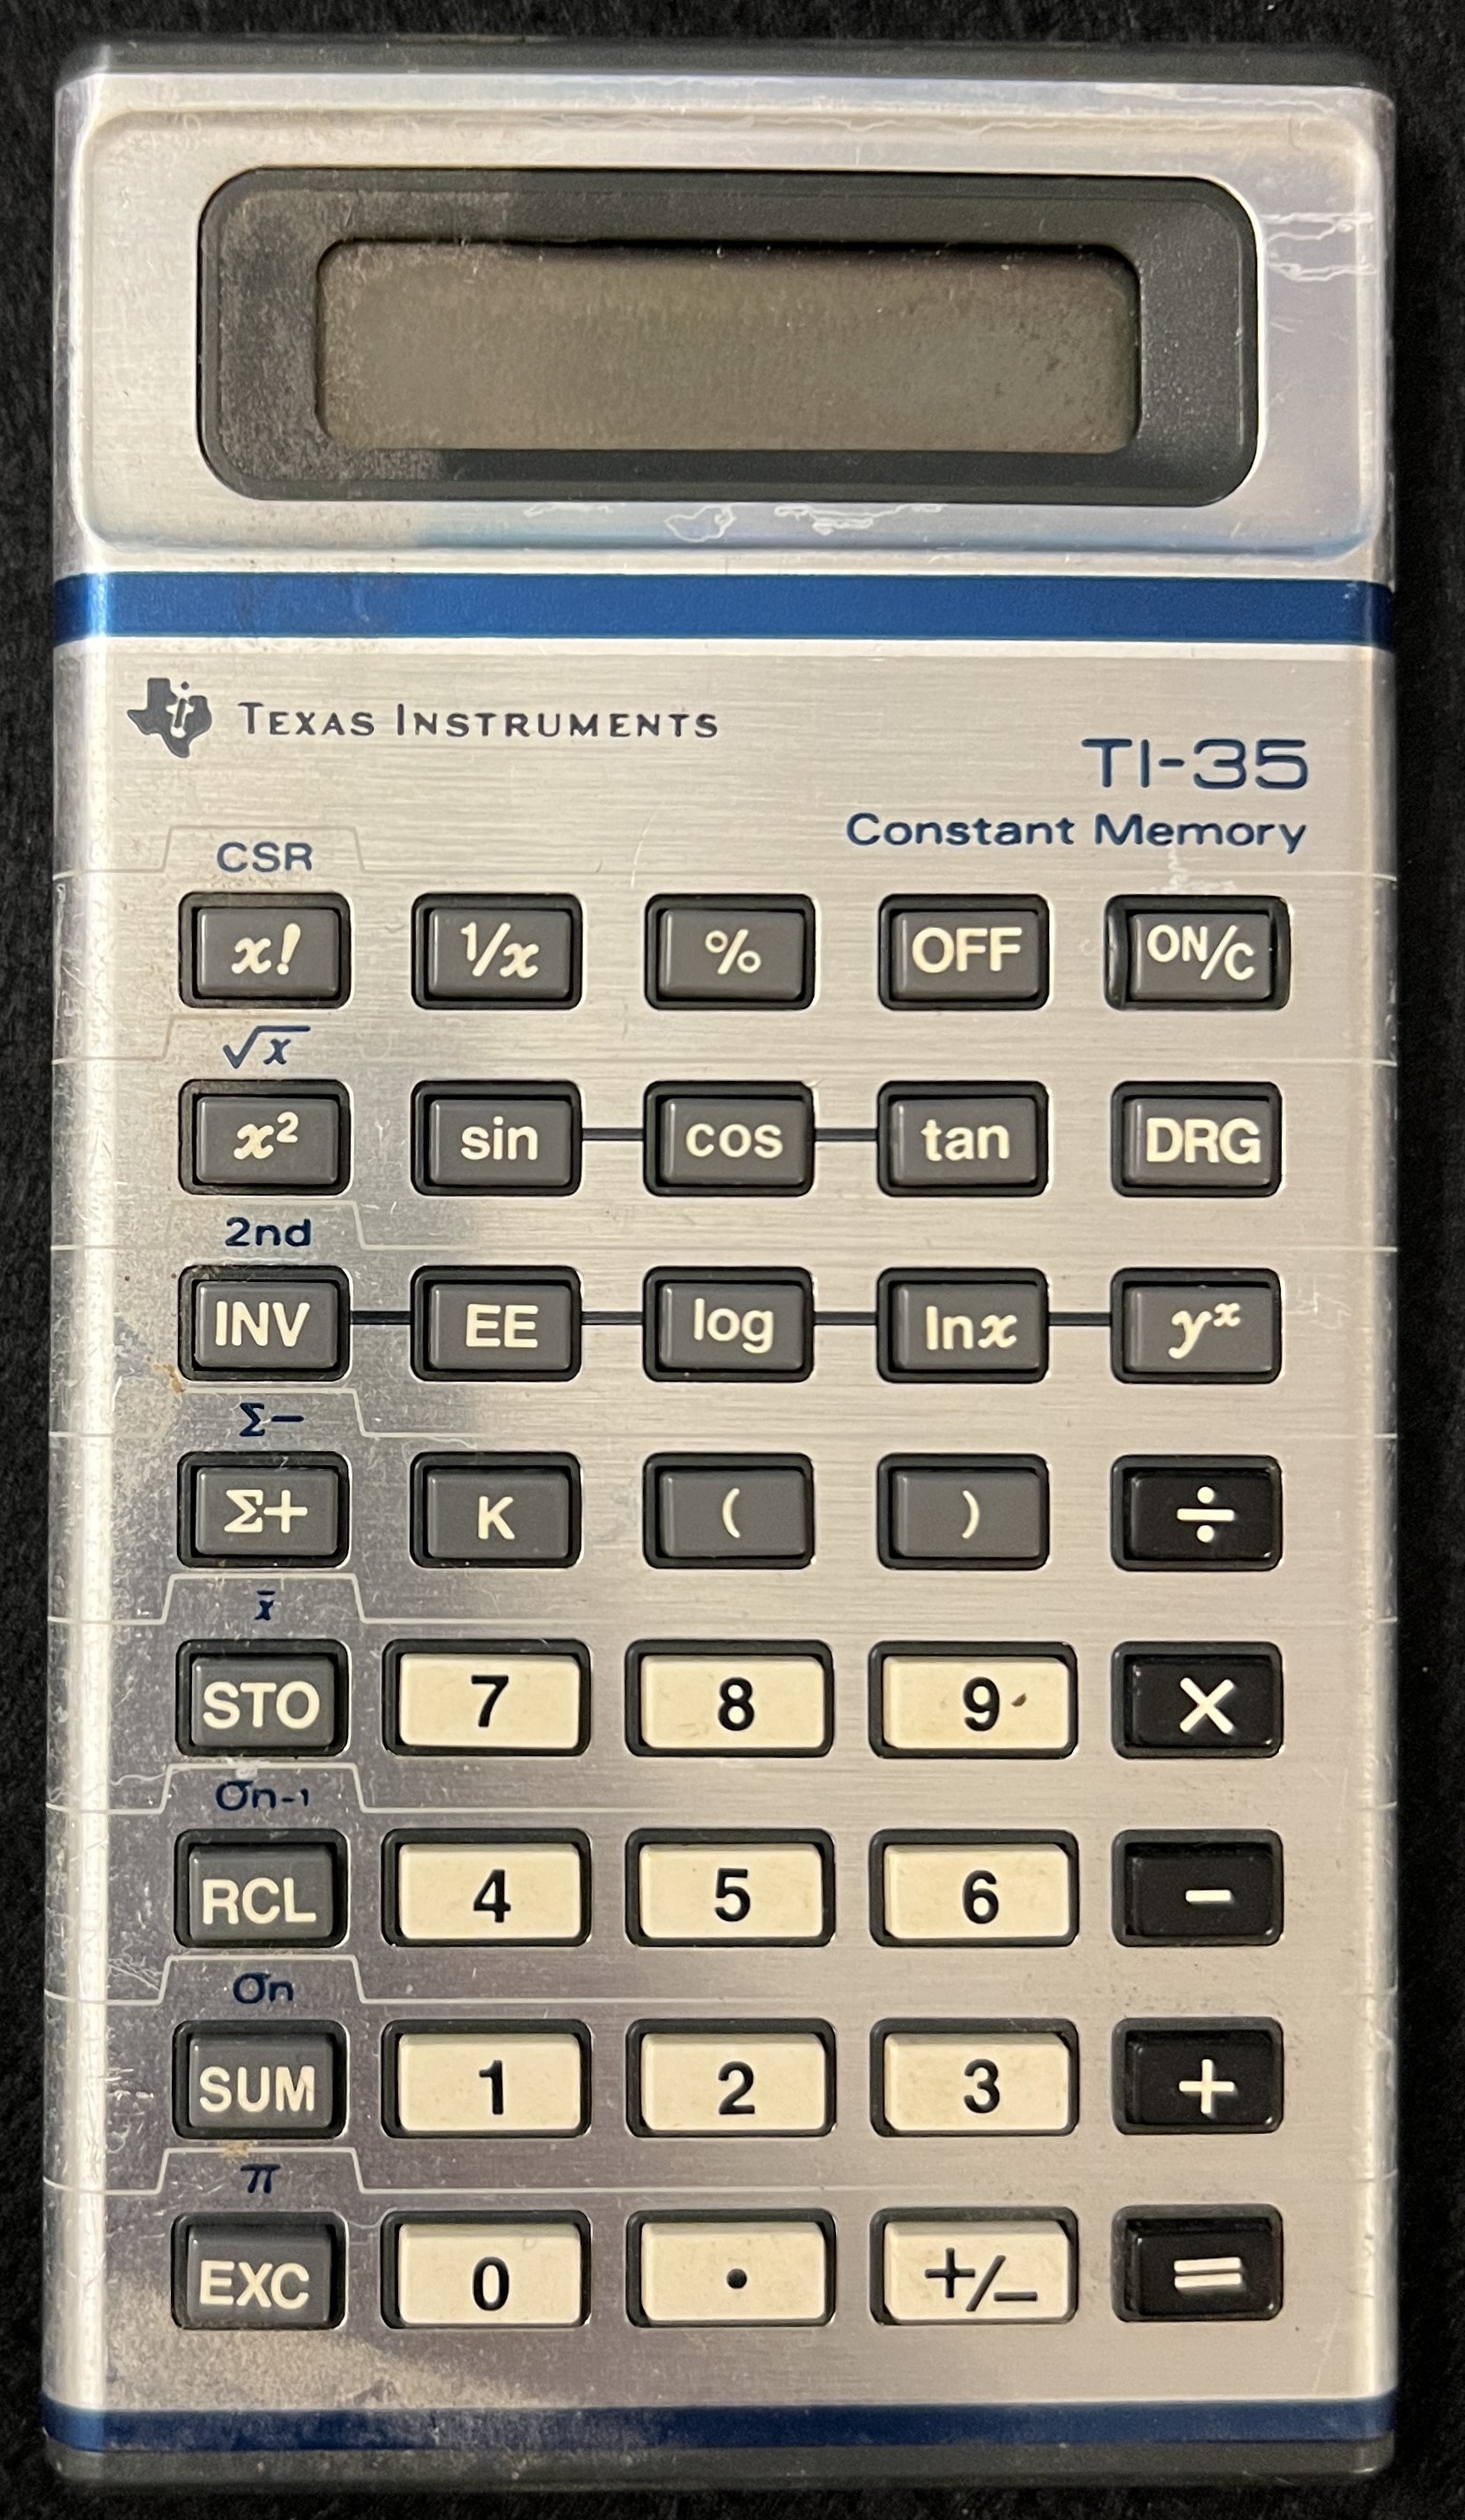 TEXAS INSTRUMENTS
TI-35
Constant Memory
CSR
x! 1/x % OFF ON/C
√x
x² sin cos tan DRG
2nd
INV EE log lnx yˣ
Σ−
Σ+ K ( ) ÷
x̄
STO 7 8 9 ×
σn-1
RCL 4 5 6 −
σn
SUM 1 2 3 +
π
EXC 0 . +/− =